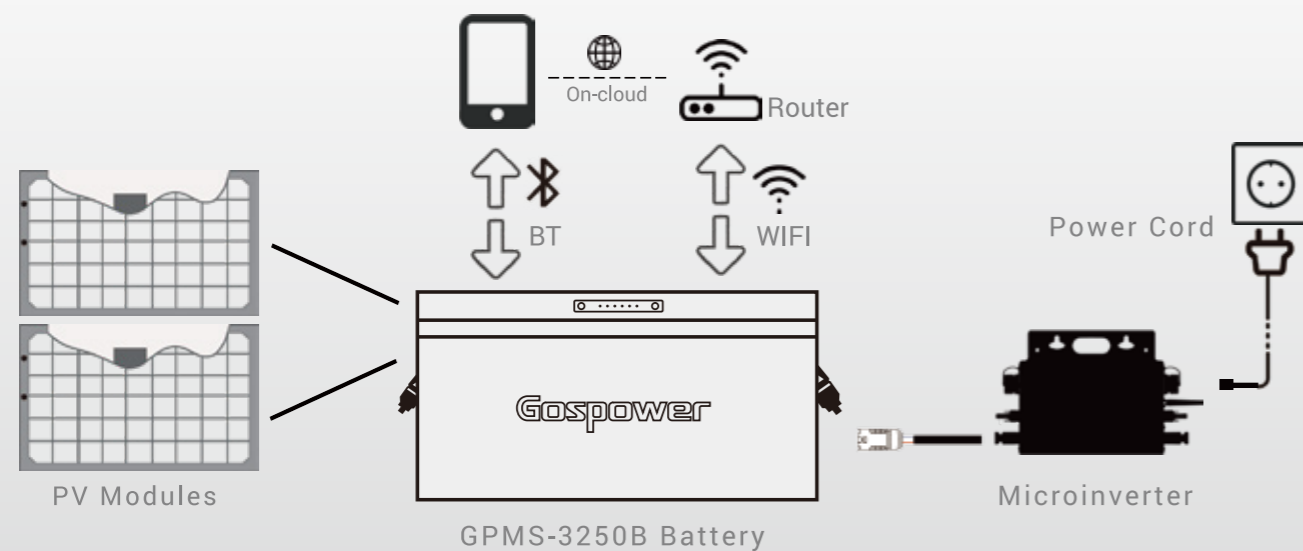 On-cloud
Router
BT
WIFI
Power Cord
Gospower
PV Modules
Microinverter
GPMS-3250B Battery